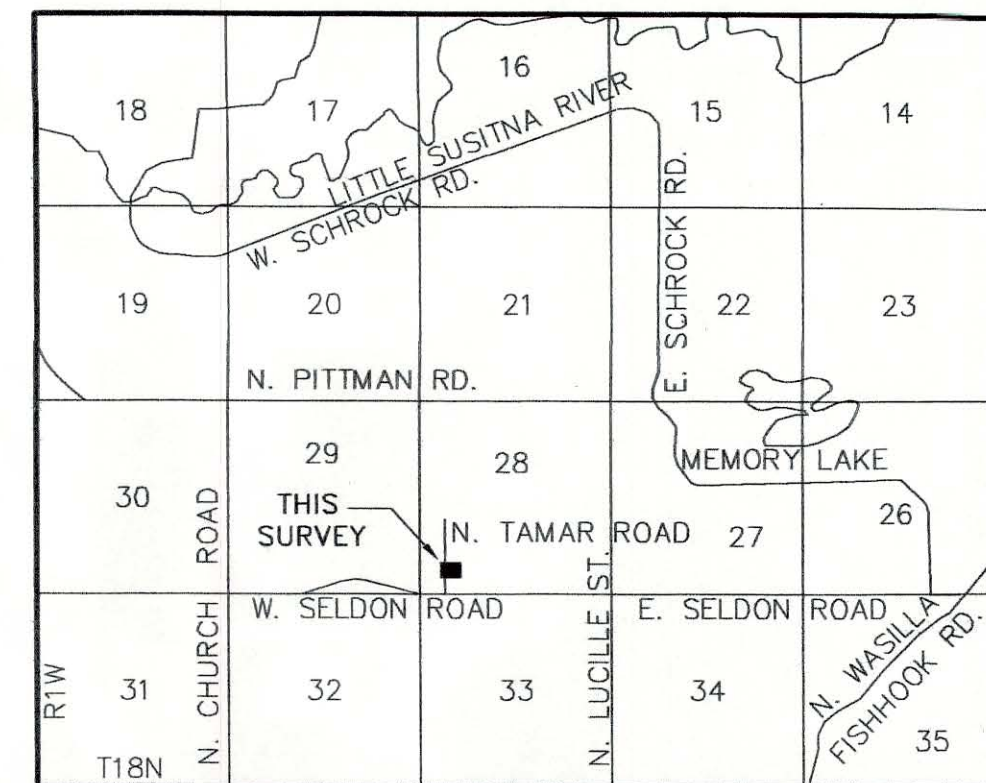 18
17
16
15
14
LITTLE SUSITNA RIVER
W. SCHROCK RD.
E. SCHROCK RD.
19
20
21
22
23
N. PITTMAN RD.
30
29
28
27
26
MEMORY LAKE
THIS
SURVEY
N. TAMAR ROAD
N. CHURCH ROAD
W. SELDON ROAD
E. SELDON ROAD
N. LUCILLE ST.
N. WASILLA
FISHHOOK RD.
R1W
31
32
33
34
35
T18N